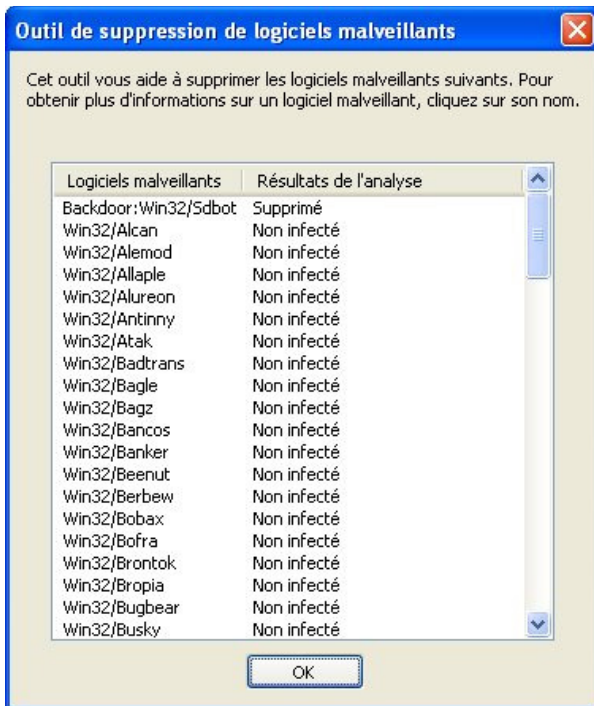 Outil de suppression de logiciels malveillants
Cet outil vous aide à supprimer les logiciels malveillants suivants. Pour
obtenir plus d'informations sur un logiciel malveillant, cliquez sur son nom.
Logiciels malveillants Résultats de l'analyse
Backdoor:Win32/Sdbot Supprimé
Win32/Alcan Non infecté
Win32/Alemod Non infecté
Win32/Allaple Non infecté
Win32/Alureon Non infecté
Win32/Antinny Non infecté
Win32/Atak Non infecté
Win32/Badtrans Non infecté
Win32/Bagle Non infecté
Win32/Bagz Non infecté
Win32/Bancos Non infecté
Win32/Banker Non infecté
Win32/Beenut Non infecté
Win32/Berbew Non infecté
Win32/Bobax Non infecté
Win32/Bofra Non infecté
Win32/Brontok Non infecté
Win32/Bropia Non infecté
Win32/Bugbear Non infecté
Win32/Busky Non infecté
OK